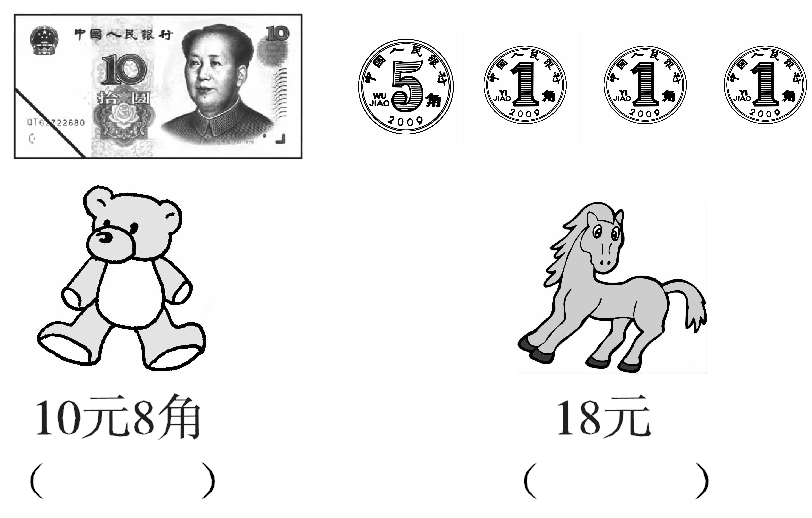 中国人民银行
10
10
拾圆
QT62722680
中国人民银行
5角
WU JIAO
2009
中国人民银行
1角
YI JIAO
2009
中国人民银行
1角
YI JIAO
2009
中国人民银行
1角
YI JIAO
2009
10元8角
18元
(    )
(    )